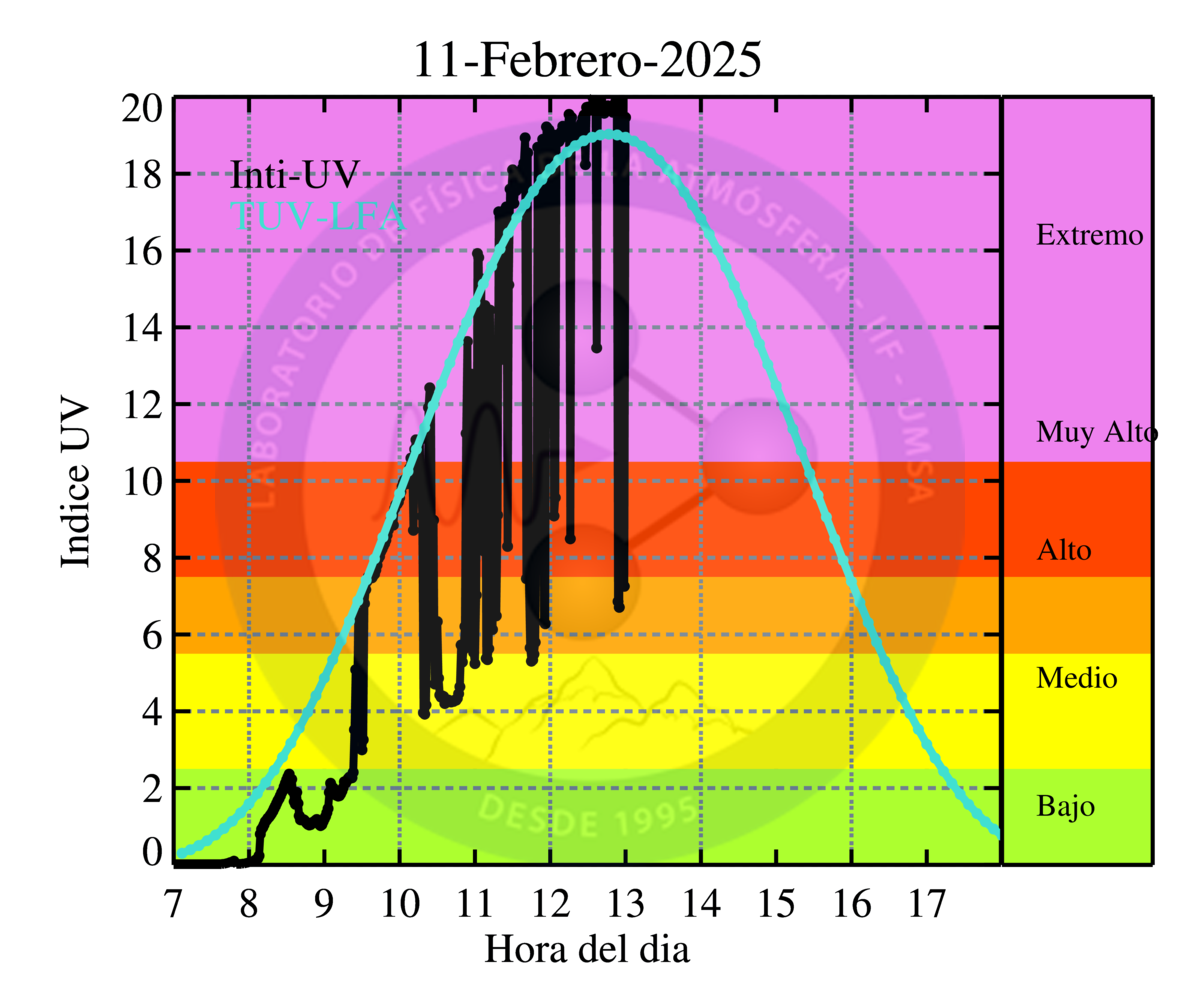 11-Febrero-2025
20
18
16
14
12
10
8
6
4
2
0
Indice UV
Inti-UV
TUV-LFA
LABORATORIO DE FÍSICA DE LA ATMÓSFERA - IIF - UMSA
DESDE 1995
Extremo
Muy Alto
Alto
Medio
Bajo
7 8 9 10 11 12 13 14 15 16 17
Hora del dia